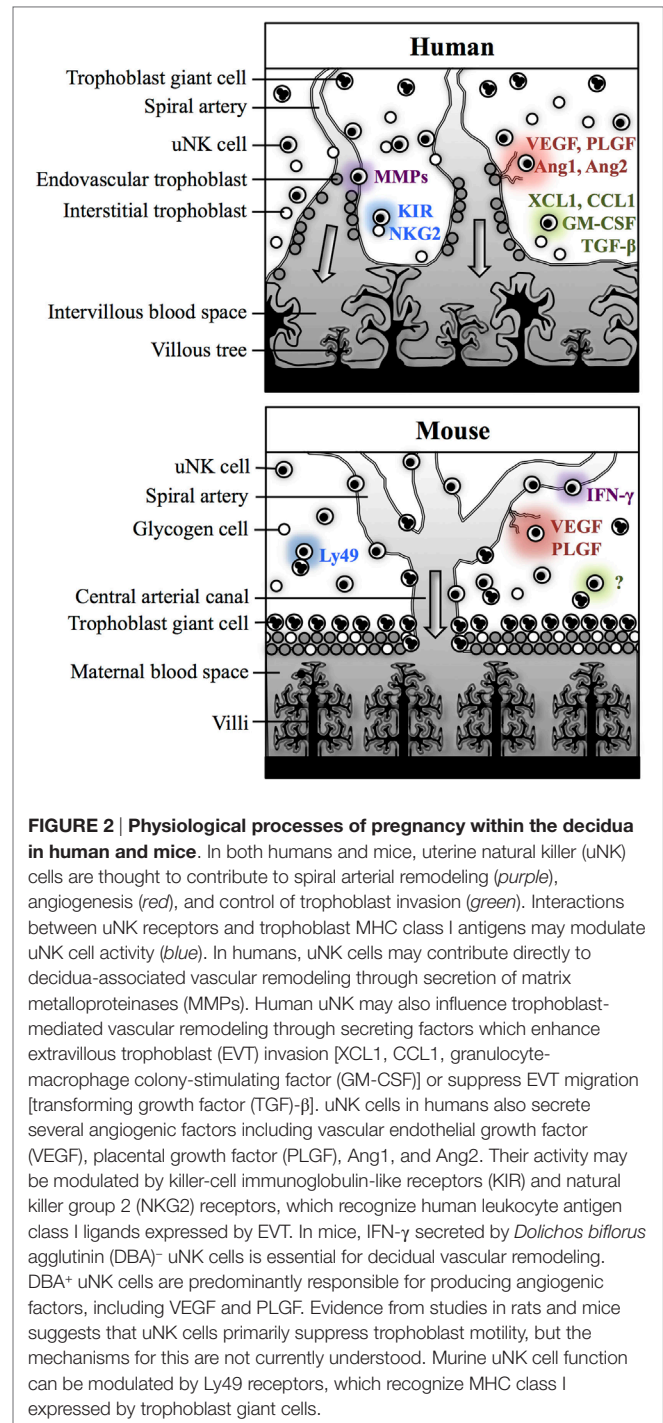 Human
Trophoblast giant cell
Spiral artery
uNK cell
Endovascular trophoblast
Interstitial trophoblast
Intervillous blood space
Villous tree
MMPs
KIR
NKG2
VEGF, PLGF
Ang1, Ang2
XCL1, CCL1
GM-CSF
TGF-β
Mouse
uNK cell
Spiral artery
Glycogen cell
Central arterial canal
Trophoblast giant cell
Maternal blood space
Villi
Ly49
IFN-γ
VEGF
PLGF
?
FIGURE 2 | Physiological processes of pregnancy within the decidua
in human and mice. In both humans and mice, uterine natural killer (uNK)
cells are thought to contribute to spiral arterial remodeling (purple),
angiogenesis (red), and control of trophoblast invasion (green). Interactions
between uNK receptors and trophoblast MHC class I antigens may modulate
uNK cell activity (blue). In humans, uNK cells may contribute directly to
decidua-associated vascular remodeling through secretion of matrix
metalloproteinases (MMPs). Human uNK may also influence trophoblast-
mediated vascular remodeling through secreting factors which enhance
extravillous trophoblast (EVT) invasion [XCL1, CCL1, granulocyte-
macrophage colony-stimulating factor (GM-CSF)] or suppress EVT migration
[transforming growth factor (TGF)-β]. uNK cells in humans also secrete
several angiogenic factors including vascular endothelial growth factor
(VEGF), placental growth factor (PLGF), Ang1, and Ang2. Their activity may
be modulated by killer-cell immunoglobulin-like receptors (KIR) and natural
killer group 2 (NKG2) receptors, which recognize human leukocyte antigen
class I ligands expressed by EVT. In mice, IFN-γ secreted by Dolichos biflorus
agglutinin (DBA)⁻ uNK cells is essential for decidual vascular remodeling.
DBA⁺ uNK cells are predominantly responsible for producing angiogenic
factors, including VEGF and PLGF. Evidence from studies in rats and mice
suggests that uNK cells primarily suppress trophoblast motility, but the
mechanisms for this are not currently understood. Murine uNK cell function
can be modulated by Ly49 receptors, which recognize MHC class I
expressed by trophoblast giant cells.